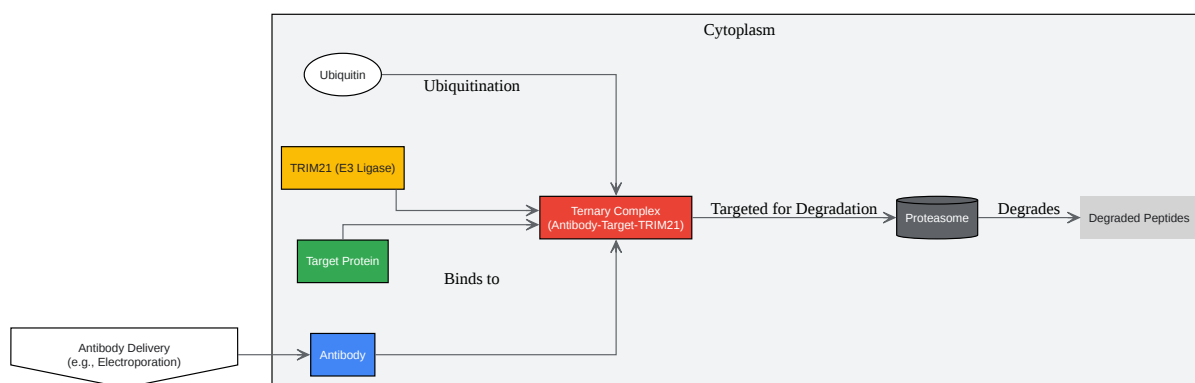 Cytoplasm
Ubiquitin
Ubiquitination
TRIM21 (E3 Ligase)
Ternary Complex
(Antibody-Target-TRIM21)
Targeted for Degradation
Proteasome
Degrades
Degraded Peptides
Target Protein
Binds to
Antibody Delivery
(e.g., Electroporation)
Antibody